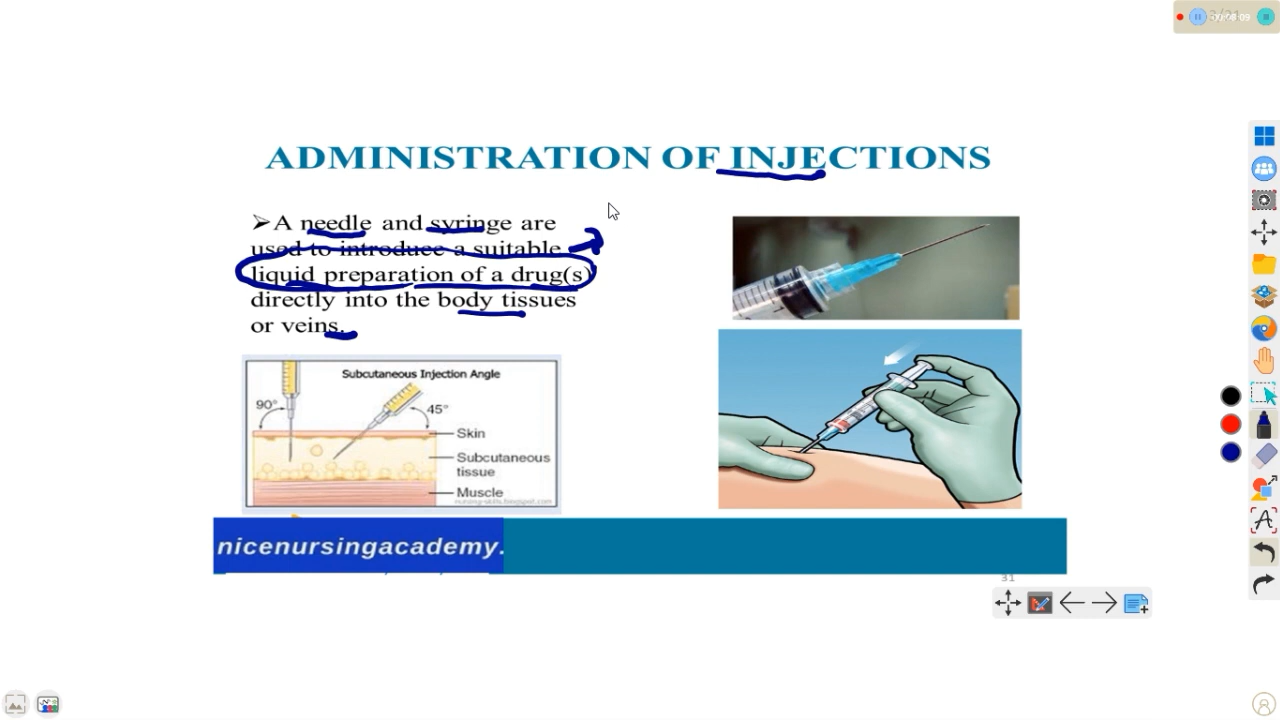 ADMINISTRATION OF INJECTIONS
➢A needle and syringe are
used to introduce a suitable
liquid preparation of a drug(s)
directly into the body tissues
or veins.
Subcutaneous Injection Angle
90°
45°
Skin
Subcutaneous
tissue
Muscle
nicenursingacademy.
31